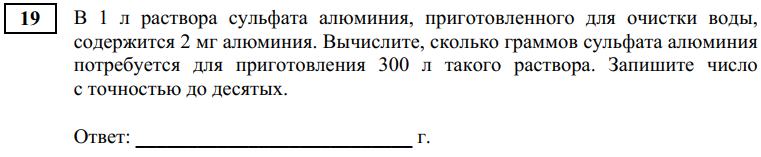 19 В 1 л раствора сульфата алюминия, приготовленного для очистки воды,
содержится 2 мг алюминия. Вычислите, сколько граммов сульфата алюминия
потребуется для приготовления 300 л такого раствора. Запишите число
с точностью до десятых.
Ответ: ___________________________ г.